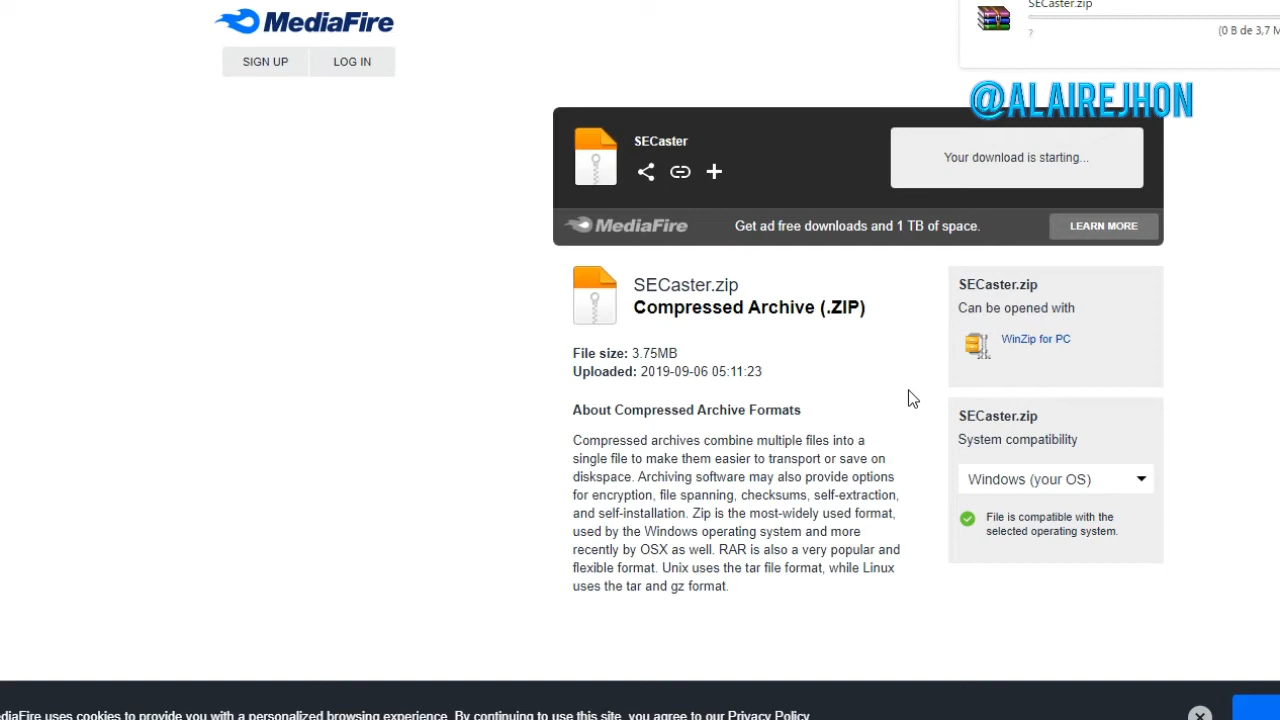 MediaFire
SIGN UP
LOG IN
SECaster.zip
?
(0 B de 3,7 M
@ALAIREJHON
SECaster
Your download is starting...
MediaFire
Get ad free downloads and 1 TB of space.
LEARN MORE
SECaster.zip
Compressed Archive (.ZIP)
File size: 3.75MB
Uploaded: 2019-09-06 05:11:23
About Compressed Archive Formats
Compressed archives combine multiple files into a
single file to make them easier to transport or save on
diskspace. Archiving software may also provide options
for encryption, file spanning, checksums, self-extraction,
and self-installation. Zip is the most-widely used format,
used by the Windows operating system and more
recently by OSX as well. RAR is also a very popular and
flexible format. Unix uses the tar file format, while Linux
uses the tar and gz format.
SECaster.zip
Can be opened with
WinZip for PC
SECaster.zip
System compatibility
Windows (your OS)
File is compatible with the
selected operating system.
ediaFire uses cookies to provide you with a personalized browsing experience. By continuing to use this site, you agree to our Privacy Policy